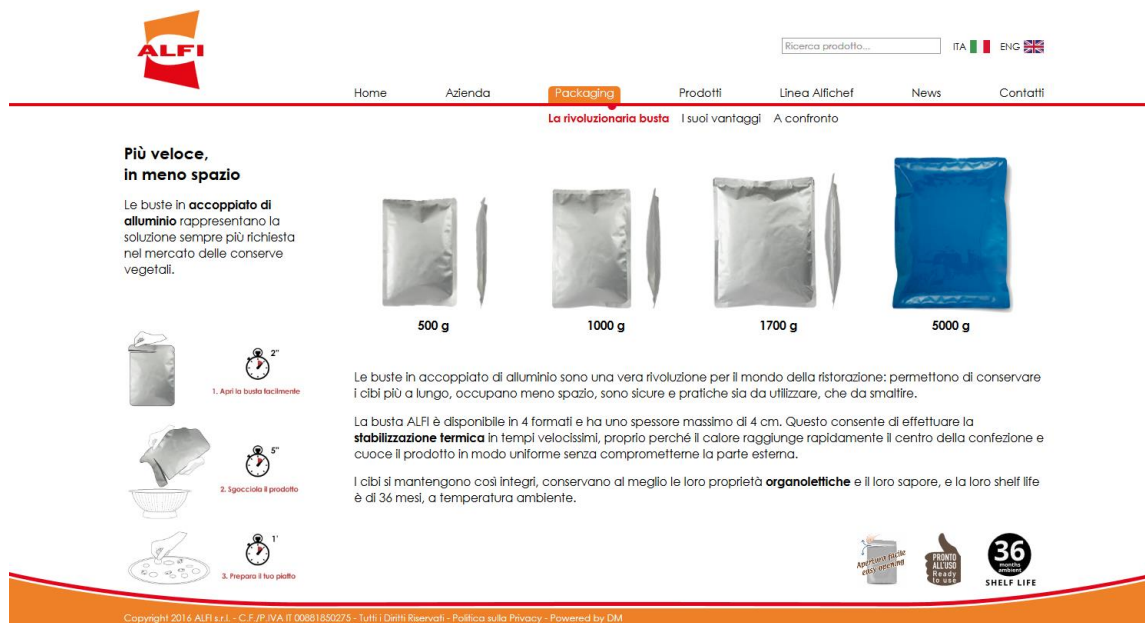 ALFI
Ricerca prodotto...
ITA
ENG
Home
Azienda
Packaging
Prodotti
Linea Alfichef
News
Contatti
La rivoluzionaria busta
I suoi vantaggi
A confronto
Più veloce,
in meno spazio
Le buste in accoppiato di
alluminio rappresentano la
soluzione sempre più richiesta
nel mercato delle conserve
vegetali.
500 g
1000 g
1700 g
5000 g
2"
1. Apri la busta facilmente
5"
2. Sgocciola il prodotto
1'
3. Prepara il tuo piatto
Le buste in accoppiato di alluminio sono una vera rivoluzione per il mondo della ristorazione: permettono di conservare
i cibi più a lungo, occupano meno spazio, sono sicure e pratiche sia da utilizzare, che da smaltire.
La busta ALFI è disponibile in 4 formati e ha uno spessore massimo di 4 cm. Questo consente di effettuare la
stabilizzazione termica in tempi velocissimi, proprio perché il calore raggiunge rapidamente il centro della confezione e
cuoce il prodotto in modo uniforme senza comprometterne la parte esterna.
I cibi si mantengono così integri, conservano al meglio le loro proprietà organolettiche e il loro sapore, e la loro shelf life
è di 36 mesi, a temperatura ambiente.
Apertura facile
easy opening
PRONTO
ALL'USO
Ready
to use
36
months
ambient
SHELF LIFE
Copyright 2016 ALFI s.r.l. - C.F./P.IVA IT 00881850275 - Tutti i Diritti Riservati - Politica sulla Privacy - Powered by DM